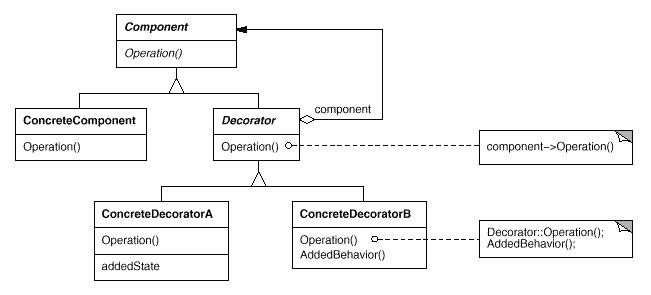 Component
Operation()
component
ConcreteComponent
Operation()
Decorator
Operation()
component->Operation()
ConcreteDecoratorA
Operation()
addedState
ConcreteDecoratorB
Operation()
AddedBehavior()
Decorator::Operation();
AddedBehavior();